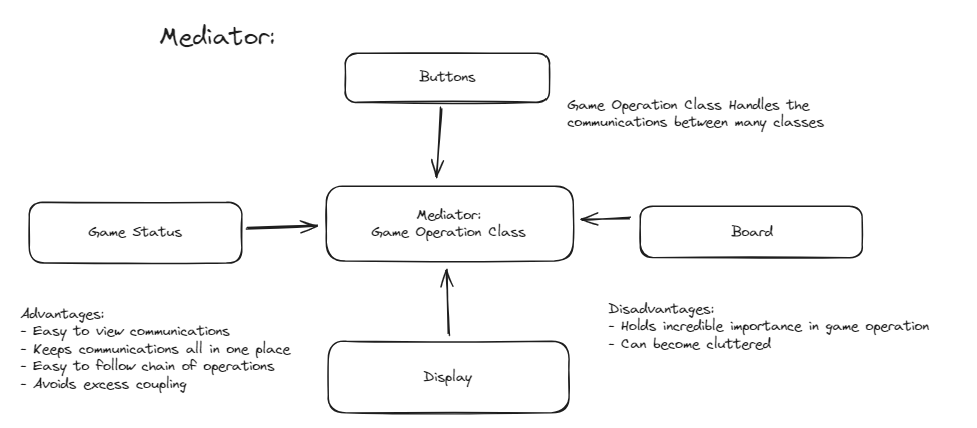 Mediator:
Buttons
Game Operation Class Handles the
communications between many classes
Mediator:
Game Operation Class
Game Status
Board
Advantages:
- Easy to view communications
- Keeps communications all in one place
- Easy to follow chain of operations
- Avoids excess coupling
Disadvantages:
- Holds incredible importance in game operation
- Can become cluttered
Display